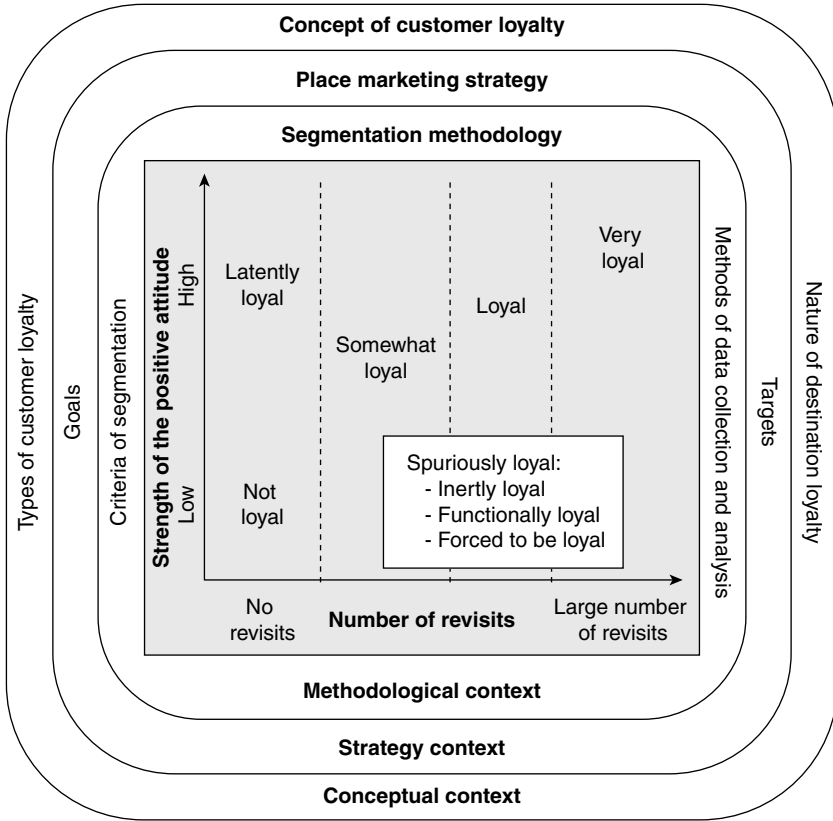 Concept of customer loyalty
Place marketing strategy
Segmentation methodology
Types of customer loyalty
Goals
Criteria of segmentation
Strength of the positive attitude
High
Low
Latently
loyal
Somewhat
loyal
Loyal
Very
loyal
Not
loyal
Spuriously loyal:
- Inertly loyal
- Functionally loyal
- Forced to be loyal
No
revisits
Number of revisits
Large number
of revisits
Methods of data collection and analysis
Targets
Nature of destination loyalty
Methodological context
Strategy context
Conceptual context